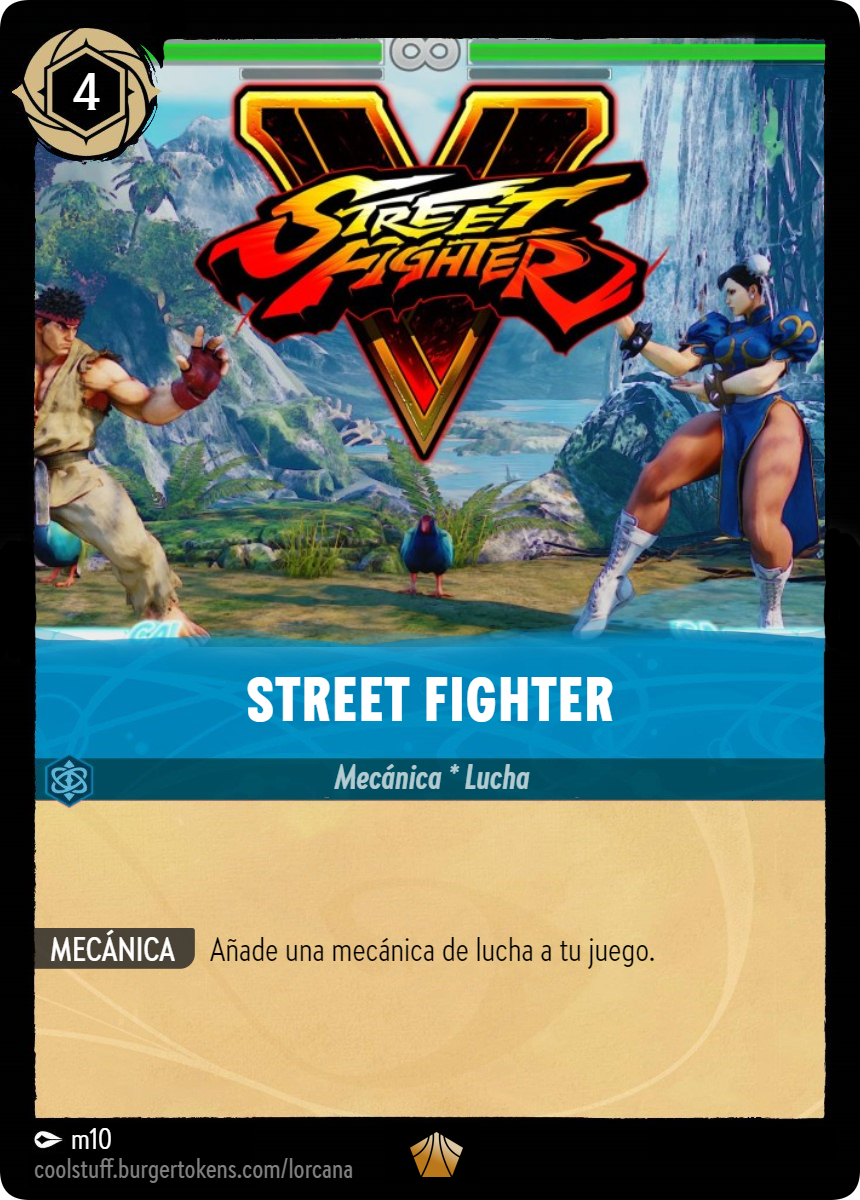 4
V
STREET
FIGHTER
STREET FIGHTER
Mecánica * Lucha
MECÁNICA Añade una mecánica de lucha a tu juego.
m10
coolstuff.burgertokens.com/lorcana